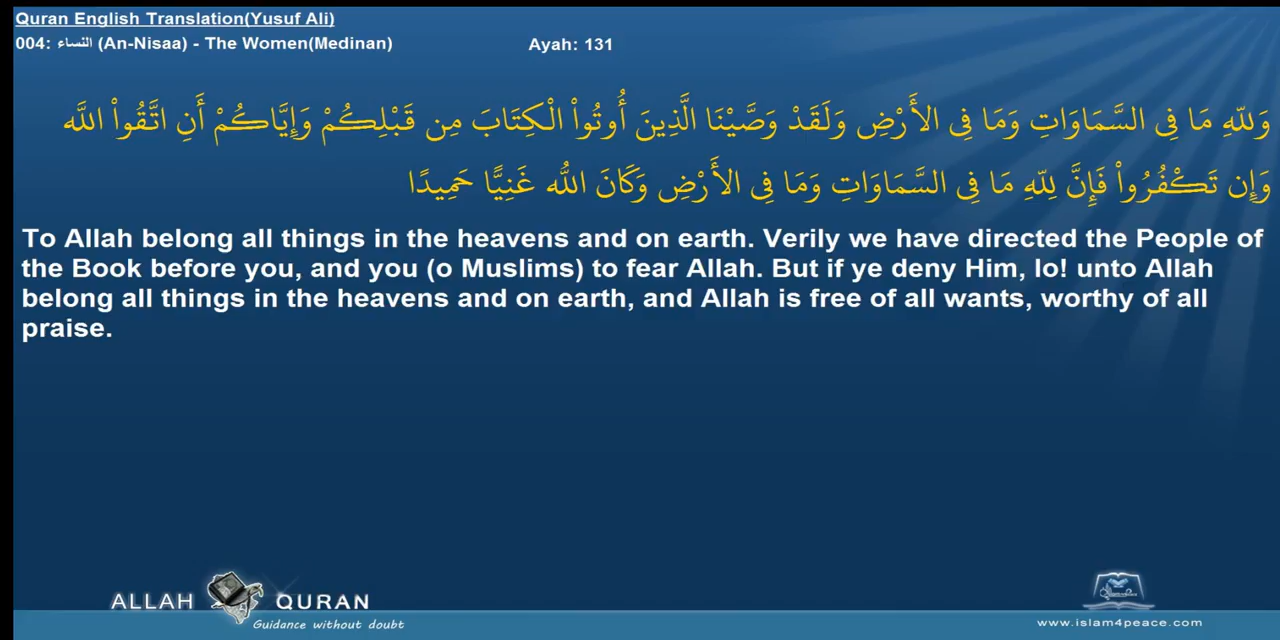 Quran English Translation(Yusuf Ali)
004: النساء (An-Nisaa) - The Women(Medinan) Ayah: 131
وَللّهِ مَا فِي السَّمَاوَاتِ وَمَا فِي الأَرْضِ وَلَقَدْ وَصَّيْنَا الَّذِينَ أُوتُواْ الْكِتَابَ مِن قَبْلِكُمْ وَإِيَّاكُمْ أَنِ اتَّقُواْ اللَّه
وَإِن تَكْفُرُواْ فَإِنَّ لِلّهِ مَا فِي السَّمَاوَاتِ وَمَا فِي الأَرْضِ وَكَانَ اللّٰه غَنِيًّا حَمِيدًا
To Allah belong all things in the heavens and on earth. Verily we have directed the People of
the Book before you, and you (o Muslims) to fear Allah. But if ye deny Him, lo! unto Allah
belong all things in the heavens and on earth, and Allah is free of all wants, worthy of all
praise.
ALLAH QURAN
Guidance without doubt
www.islam4peace.com